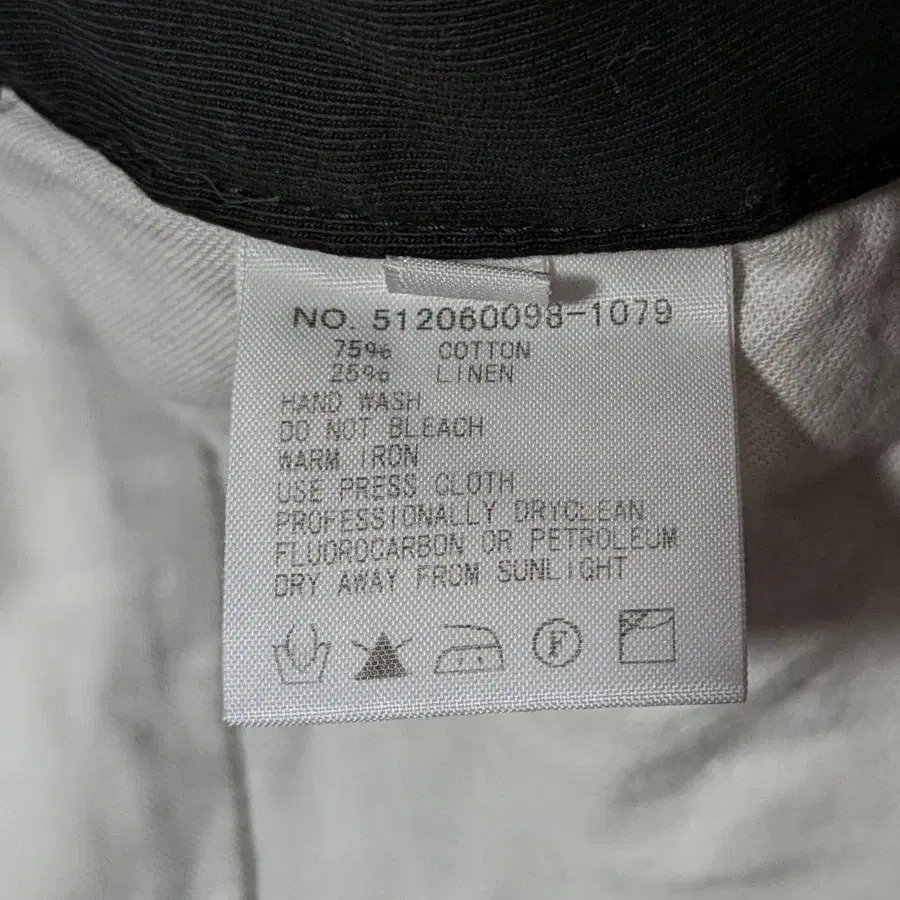 NO. 512060098-1079
75% COTTON
25% LINEN
HAND WASH
DO NOT BLEACH
WARM IRON
USE PRESS CLOTH
PROFESSIONALLY DRYCLEAN
FLUOROCARBON OR PETROLEUM
DRY AWAY FROM SUNLIGHT
F